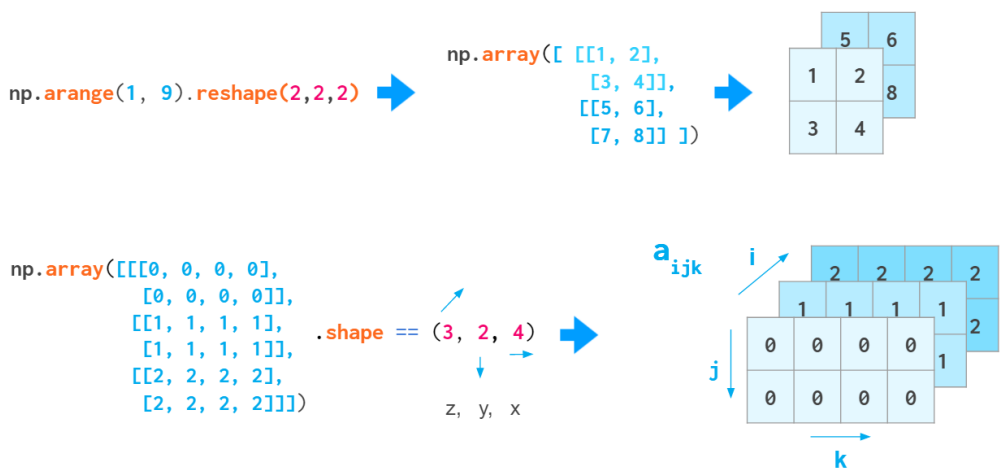 np.arange(1, 9).reshape(2,2,2)
np.array([ [[1, 2],
[3, 4]],
[[5, 6],
[7, 8]] ])
5 6
8
1 2
3 4
np.array([[[0, 0, 0, 0],
[0, 0, 0, 0]],
[[1, 1, 1, 1],
[1, 1, 1, 1]],
[[2, 2, 2, 2],
[2, 2, 2, 2]]])
.shape == (3, 2, 4)
z, y, x
aijk
i
j
k
2 2 2 2
2
1 1 1 1
1
0 0 0 0
0 0 0 0